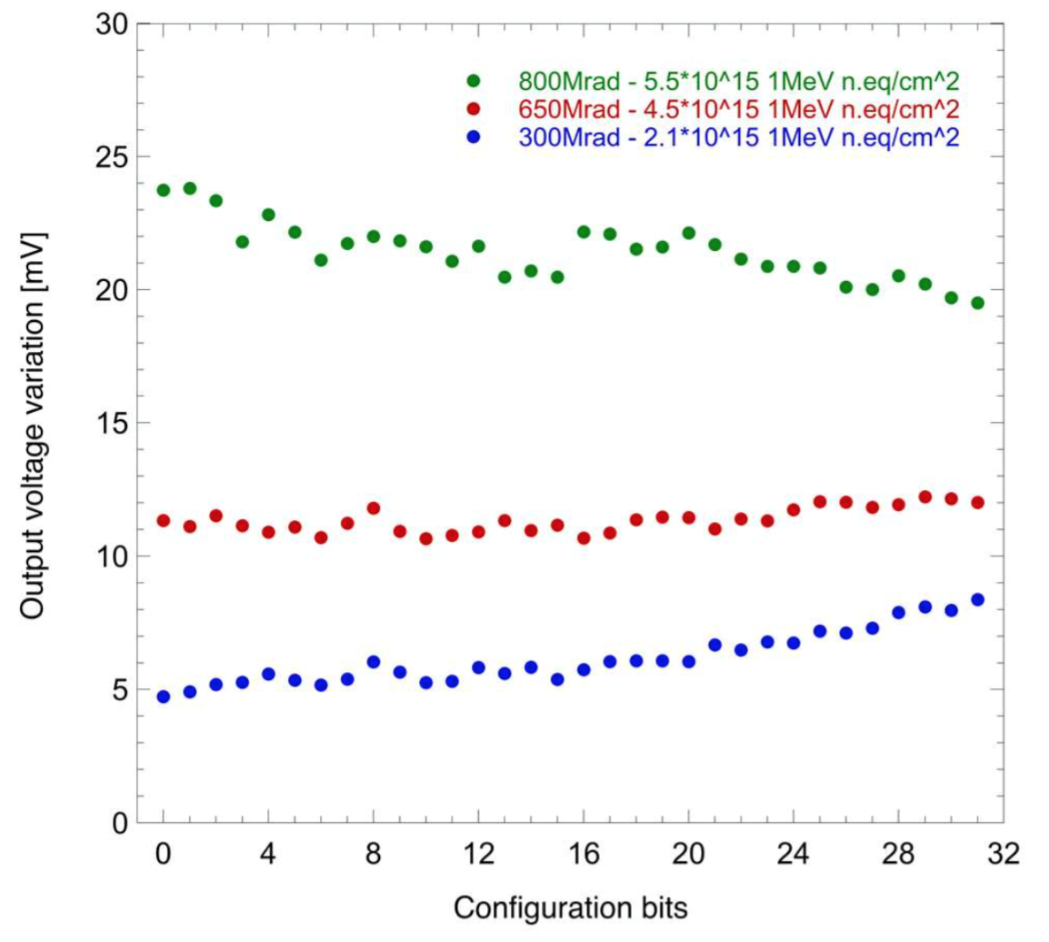 30
800Mrad - 5.5*10^15 1MeV n.eq/cm^2
650Mrad - 4.5*10^15 1MeV n.eq/cm^2
300Mrad - 2.1*10^15 1MeV n.eq/cm^2
25
20
15
10
5
0
Output voltage variation [mV]
0 4 8 12 16 20 24 28 32
Configuration bits